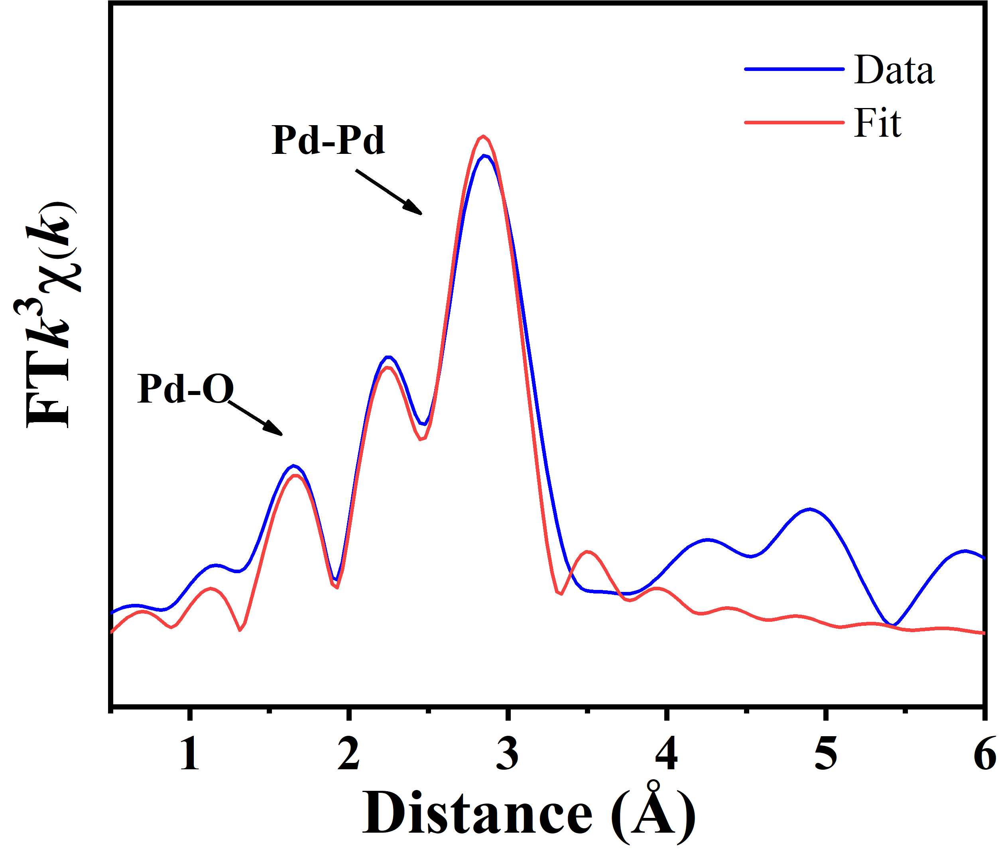 Data
Fit
Pd-Pd
Pd-O
FTk³χ(k)
1 2 3 4 5 6
Distance (Å)